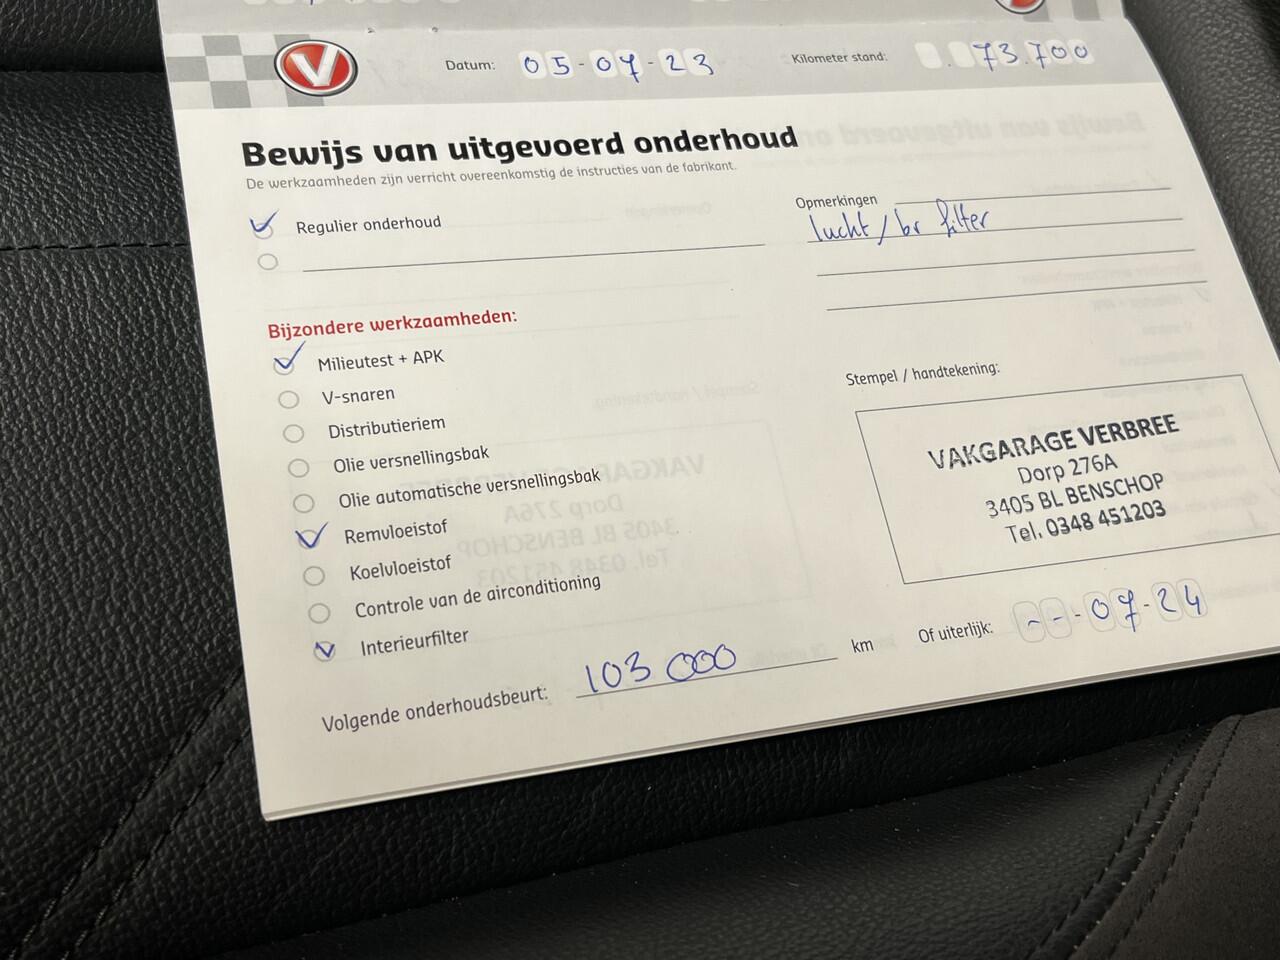 V
Datum: 05-07-23
Kilometer stand: 73.700
Bewijs van uitgevoerd onderhoud
De werkzaamheden zijn verricht overeenkomstig de instructies van de fabrikant.
Regulier onderhoud
Opmerkingen
lucht / br filter
Bijzondere werkzaamheden:
Milieutest + APK
V-snaren
Distributieriem
Olie versnellingsbak
Olie automatische versnellingsbak
Remvloeistof
Koelvloeistof
Controle van de airconditioning
Interieurfilter
Stempel / handtekening:
VAKGARAGE VERBREE
Dorp 276A
3405 BL BENSCHOP
Tel. 0348 451203
Volgende onderhoudsbeurt: 103 000 km
Of uiterlijk: - - - 07 - 24